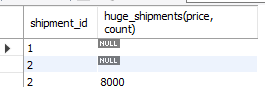 shipment_id huge_shipments(price,
count)
1 NULL
2 NULL
2 8000